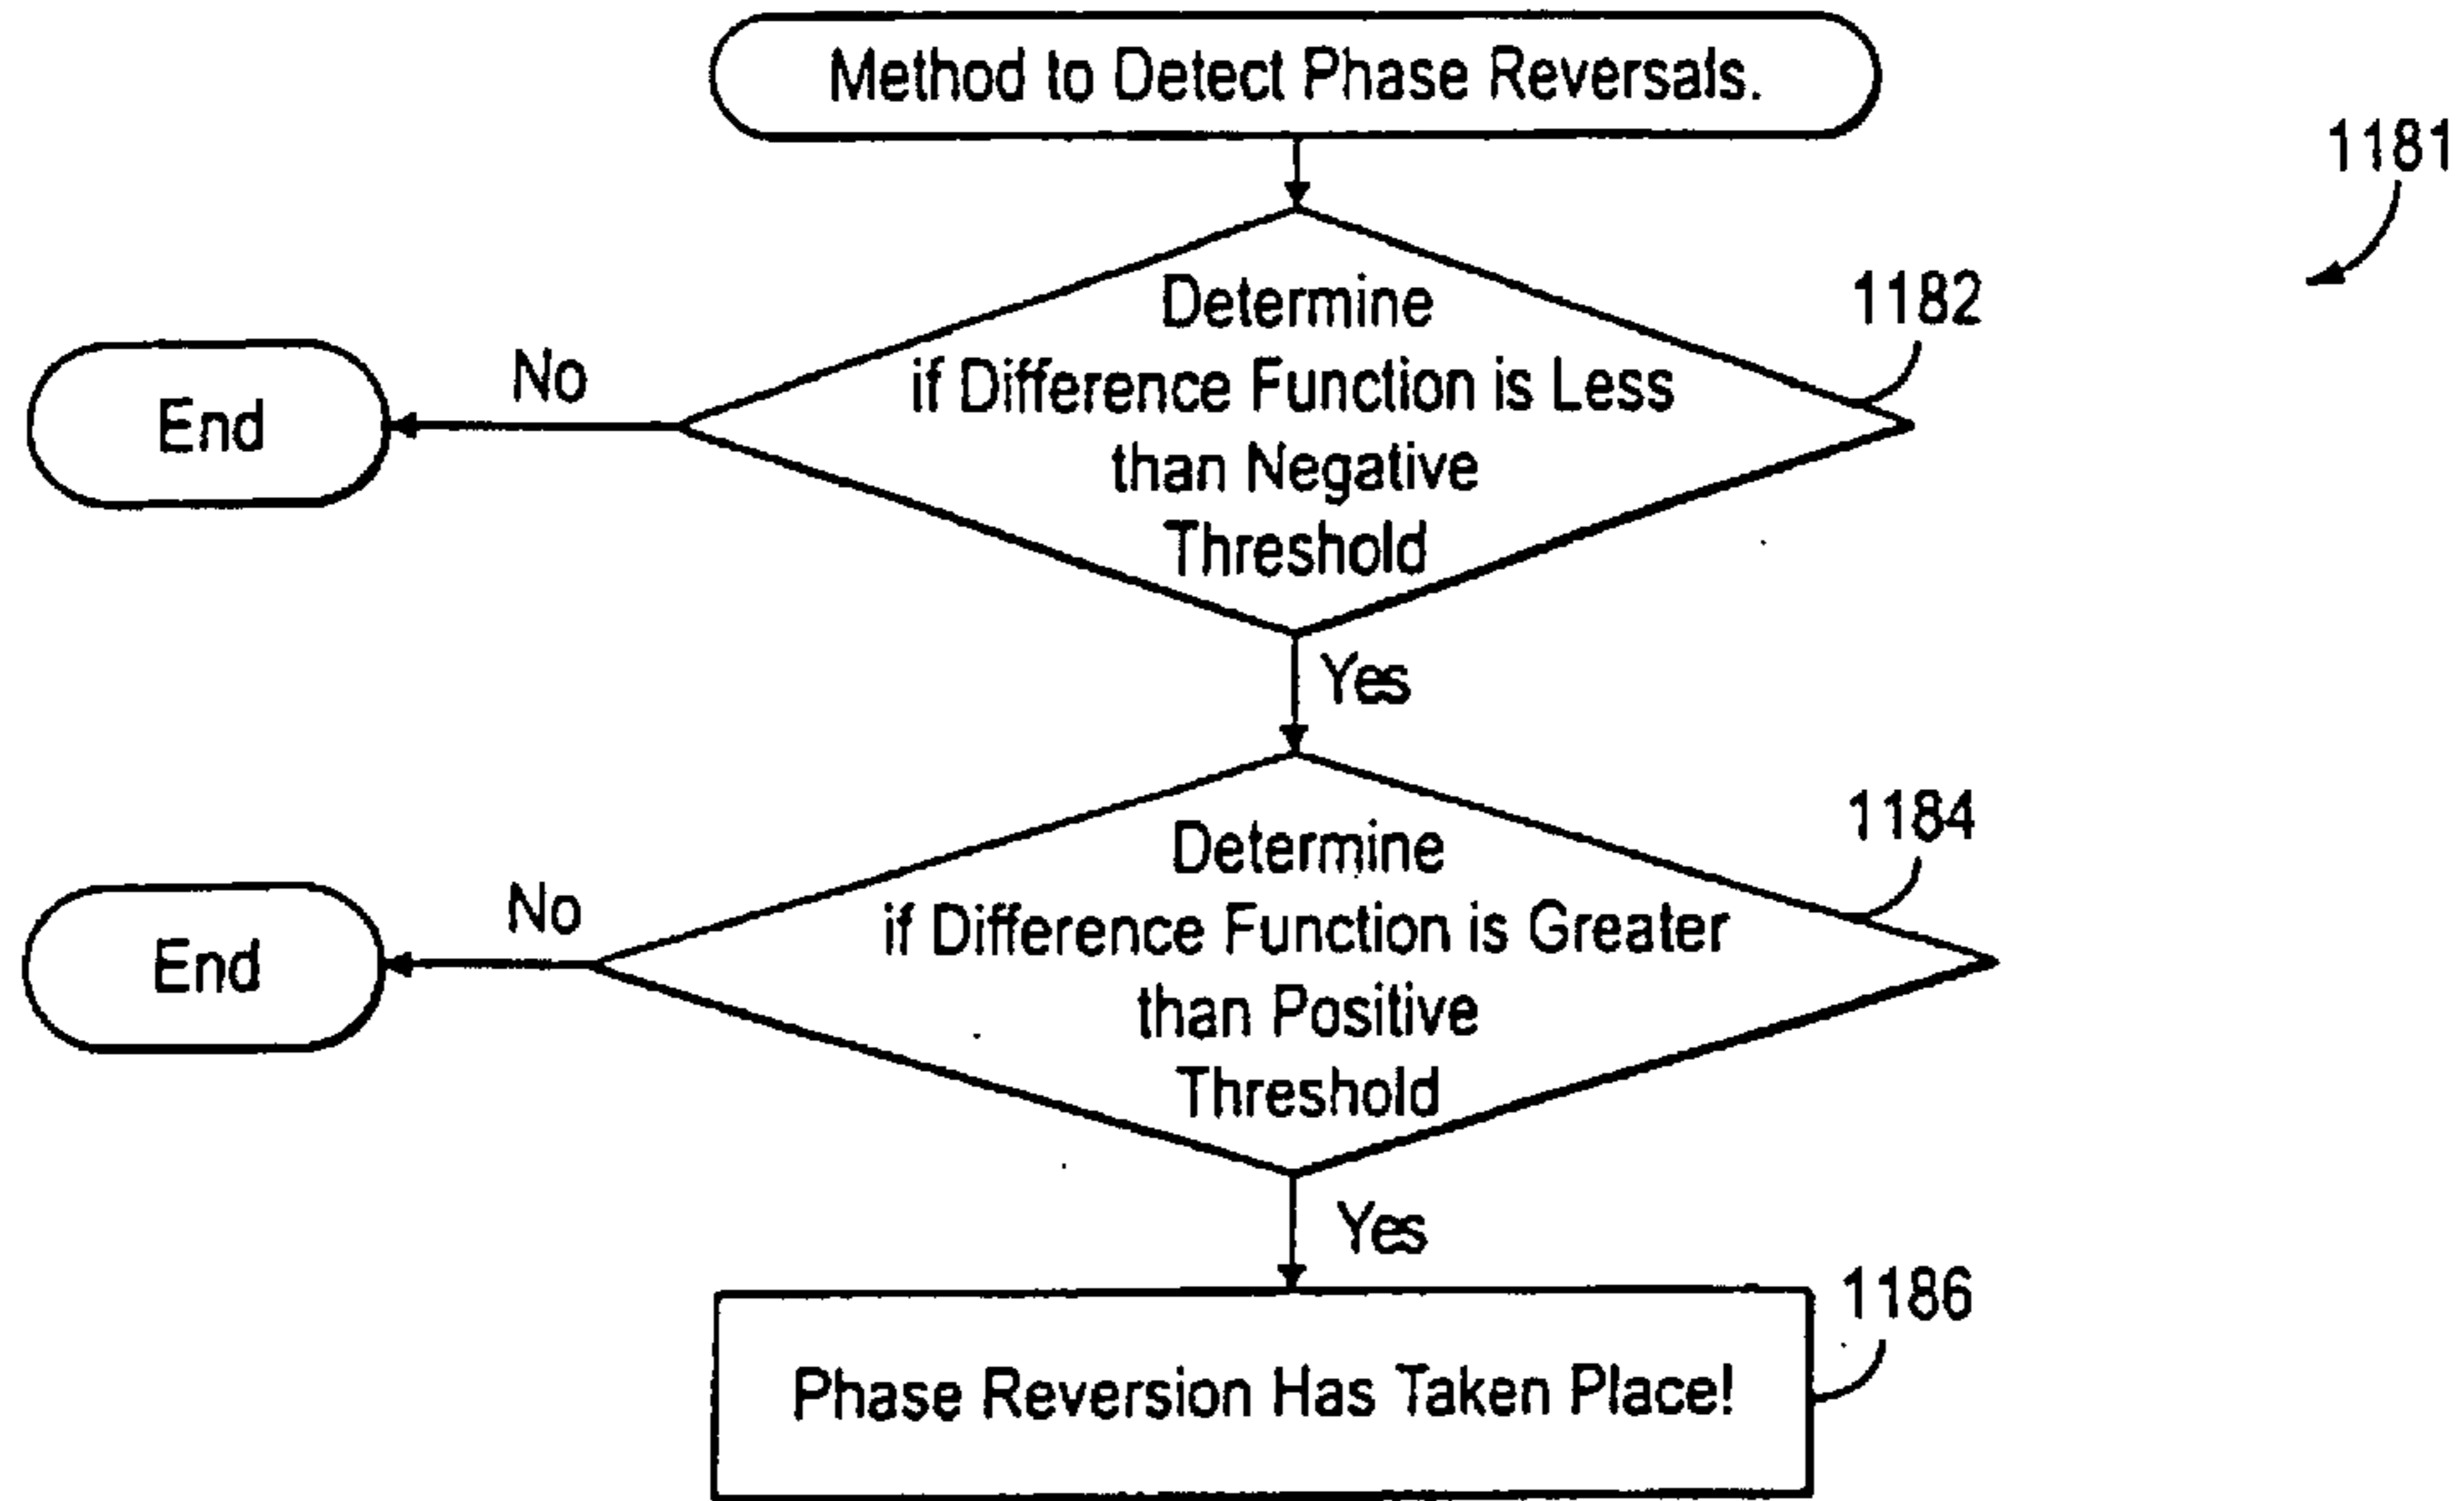 Method to Detect Phase Reversals.
1181
Determine
if Difference Function is Less
than Negative
Threshold
1182
No
End
Yes
Determine
if Difference Function is Greater
than Positive
Threshold
1184
No
End
Yes
Phase Reversion Has Taken Place!
1186